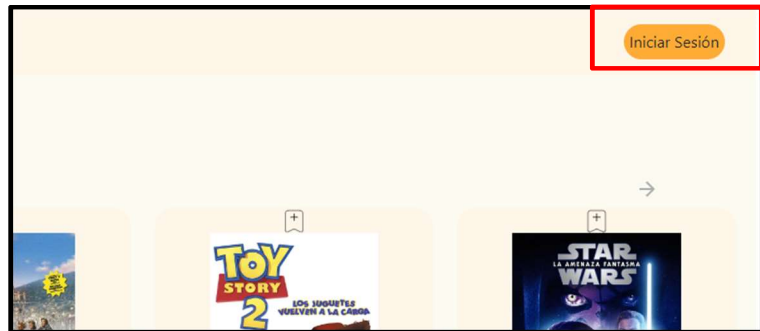 Iniciar Sesión
TOY
STORY
2
LOS JUGUETES
VUELVEN A LA CARGA
STAR
LA AMENAZA FANTASMA
WARS